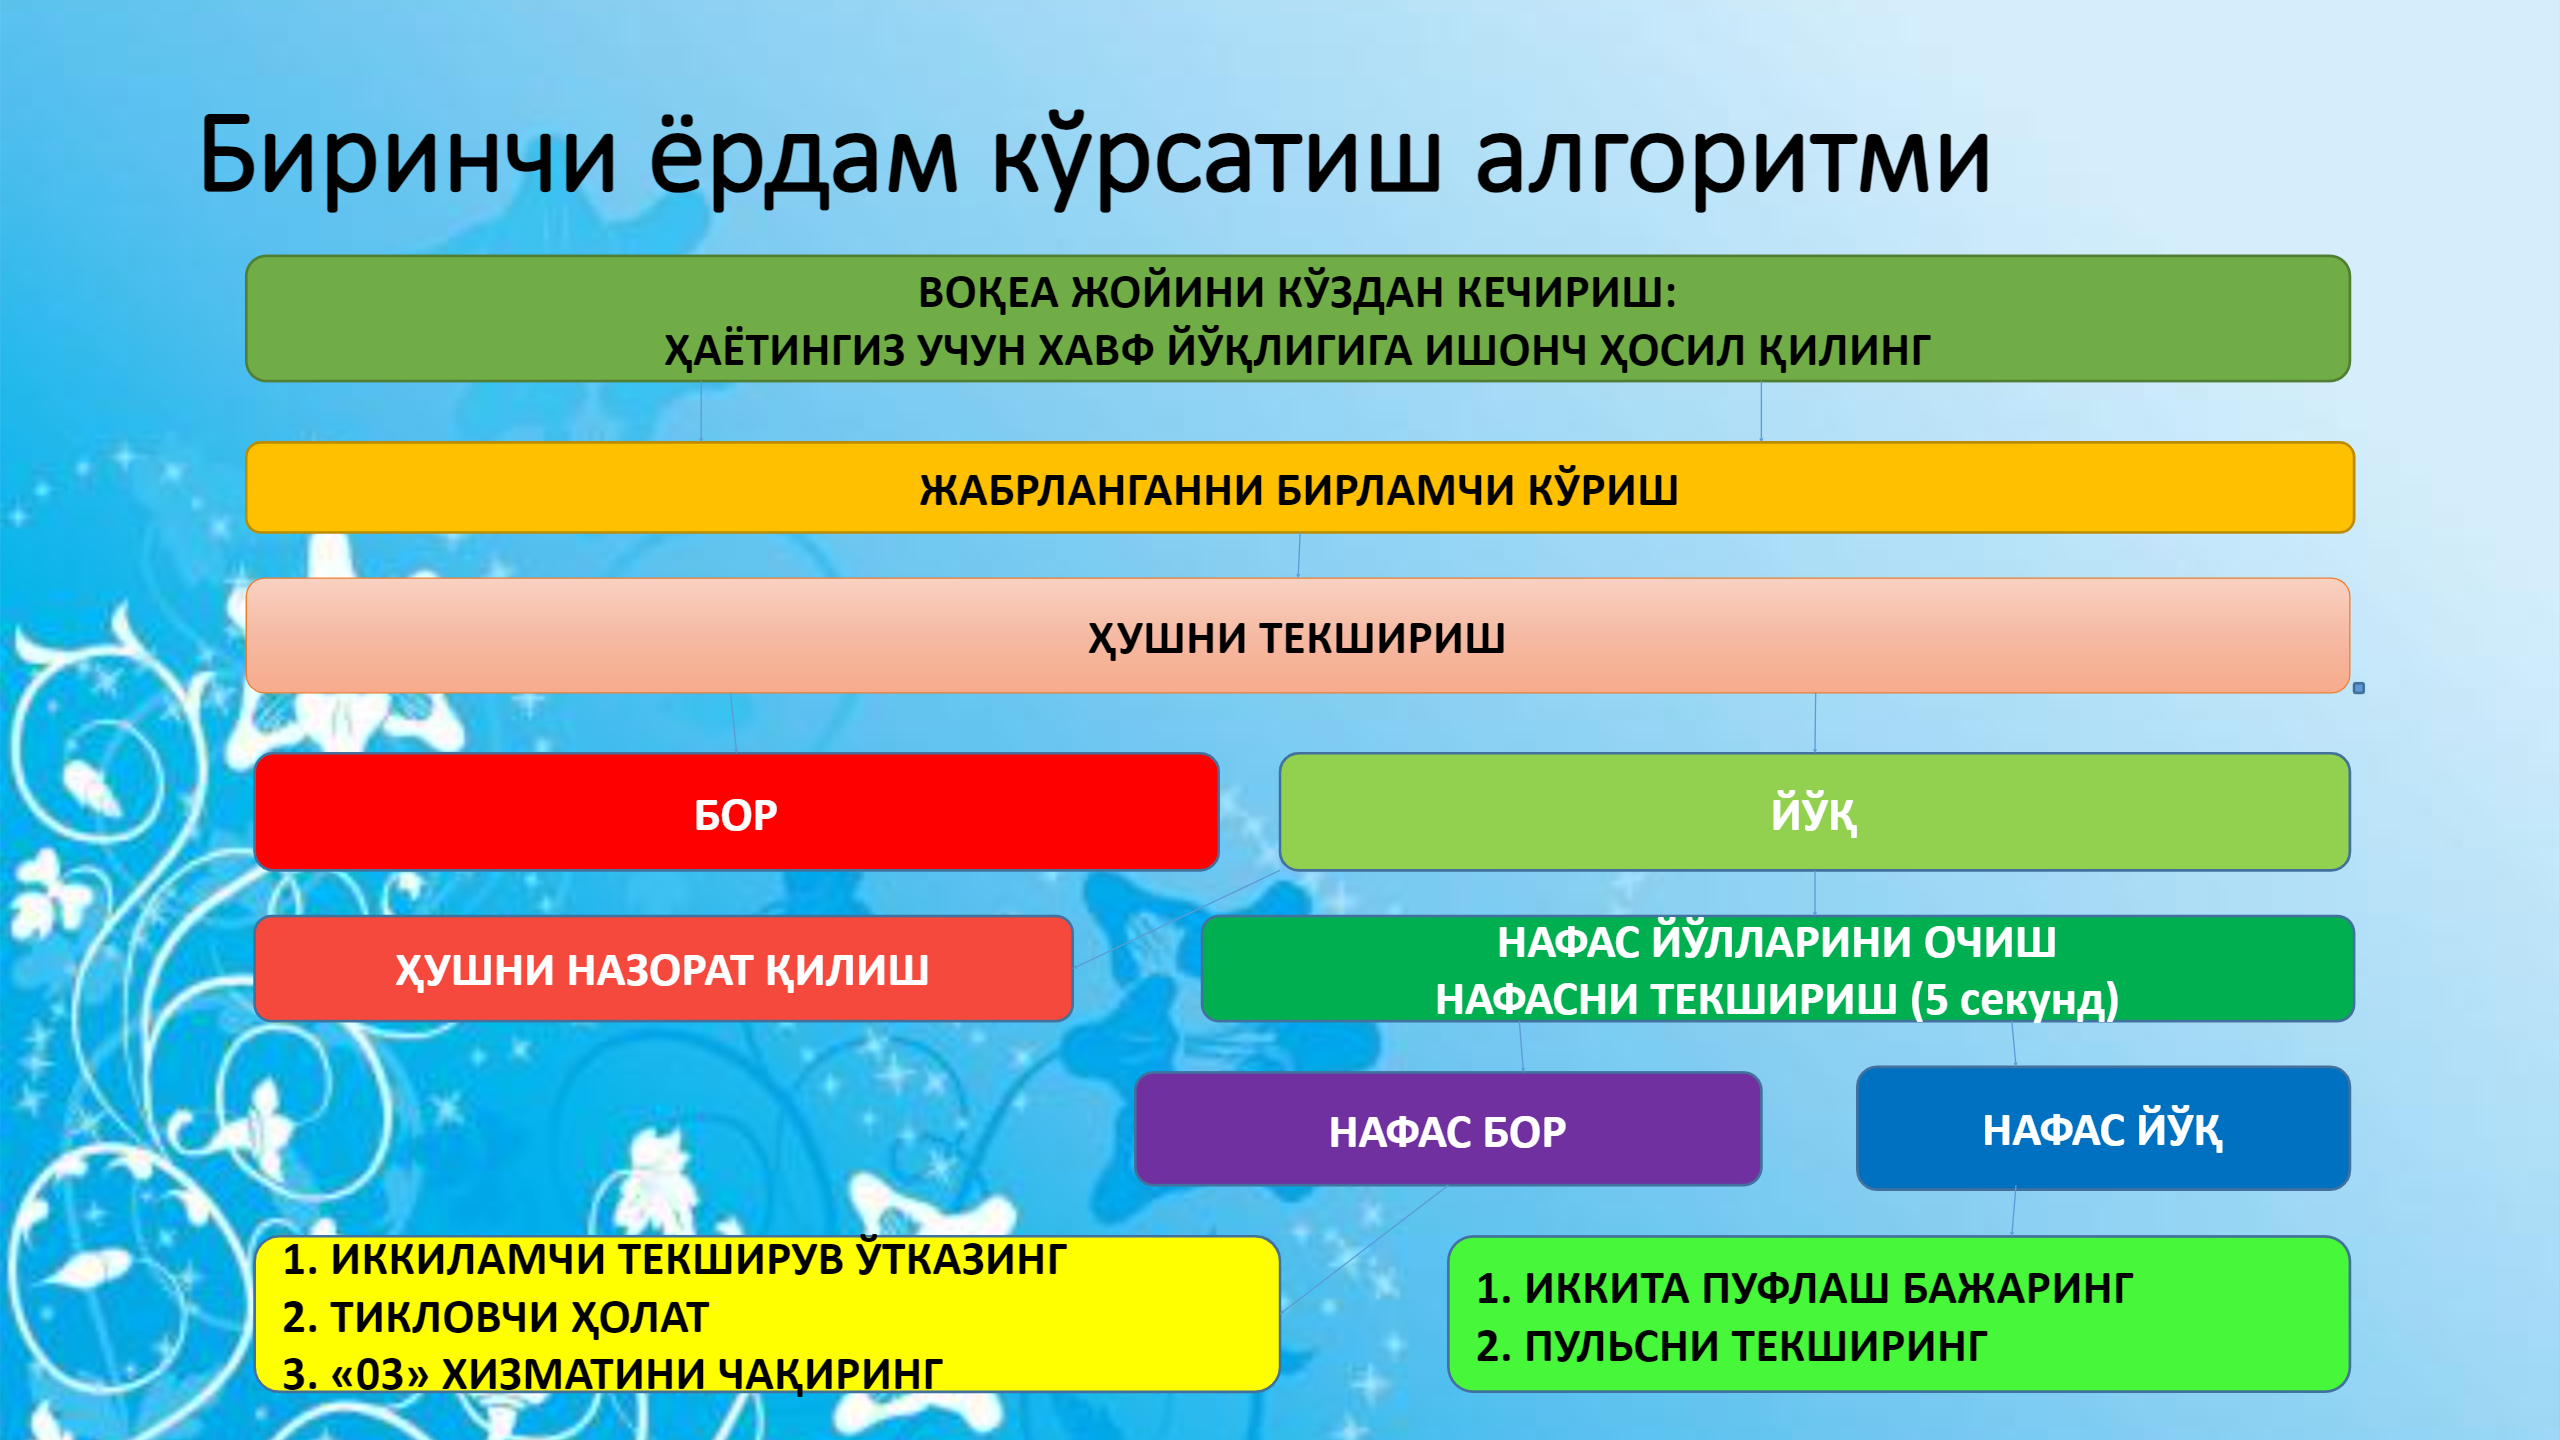 Биринчи ёрдам кўрсатиш алгоритми
ВОҚЕА ЖОЙИНИ КЎЗДАН КЕЧИРИШ:
ҲАЁТИНГИЗ УЧУН ХАВФ ЙЎҚЛИГИГА ИШОНЧ ҲОСИЛ ҚИЛИНГ
ЖАБРЛАНГАННИ БИРЛАМЧИ КЎРИШ
ҲУШНИ ТЕКШИРИШ
БОР
ЙЎҚ
ҲУШНИ НАЗОРАТ ҚИЛИШ
НАФАС ЙЎЛЛАРИНИ ОЧИШ
НАФАСНИ ТЕКШИРИШ (5 секунд)
НАФАС БОР
НАФАС ЙЎҚ
1. ИККИЛАМЧИ ТЕКШИРУВ ЎТКАЗИНГ
2. ТИКЛОВЧИ ҲОЛАТ
3. «03» ХИЗМАТИНИ ЧАҚИРИНГ
1. ИККИТА ПУФЛАШ БАЖАРИНГ
2. ПУЛЬСНИ ТЕКШИРИНГ